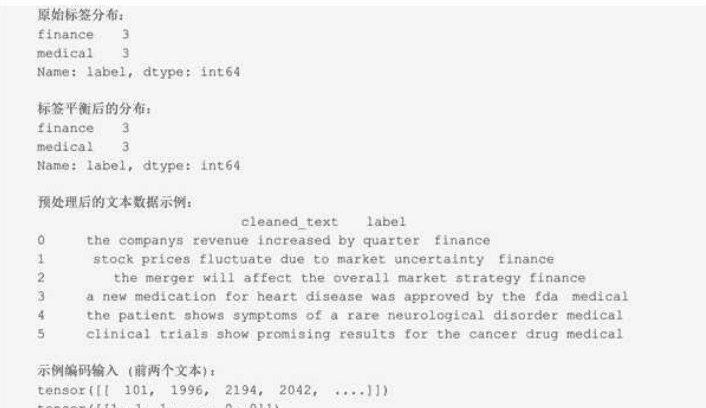 原始标签分布：
finance    3
medical    3
Name: label, dtype: int64
标签平衡后的分布：
finance    3
medical    3
Name: label, dtype: int64
预处理后的文本数据示例：
cleaned_text    label
0    the companys revenue increased by quarter  finance
1    stock prices fluctuate due to market uncertainty  finance
2    the merger will affect the overall market strategy finance
3    a new medication for heart disease was approved by the fda  medical
4    the patient shows symptoms of a rare neurological disorder medical
5    clinical trials show promising results for the cancer drug medical
示例编码输入 (前两个文本)：
tensor([[ 101, 1996, 2194, 2042, ....]])